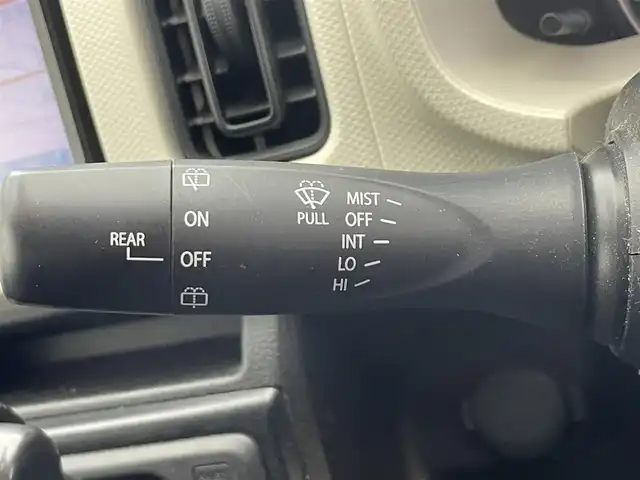 REAR
ON
OFF
PULL
MIST
OFF
INT
LO
HI